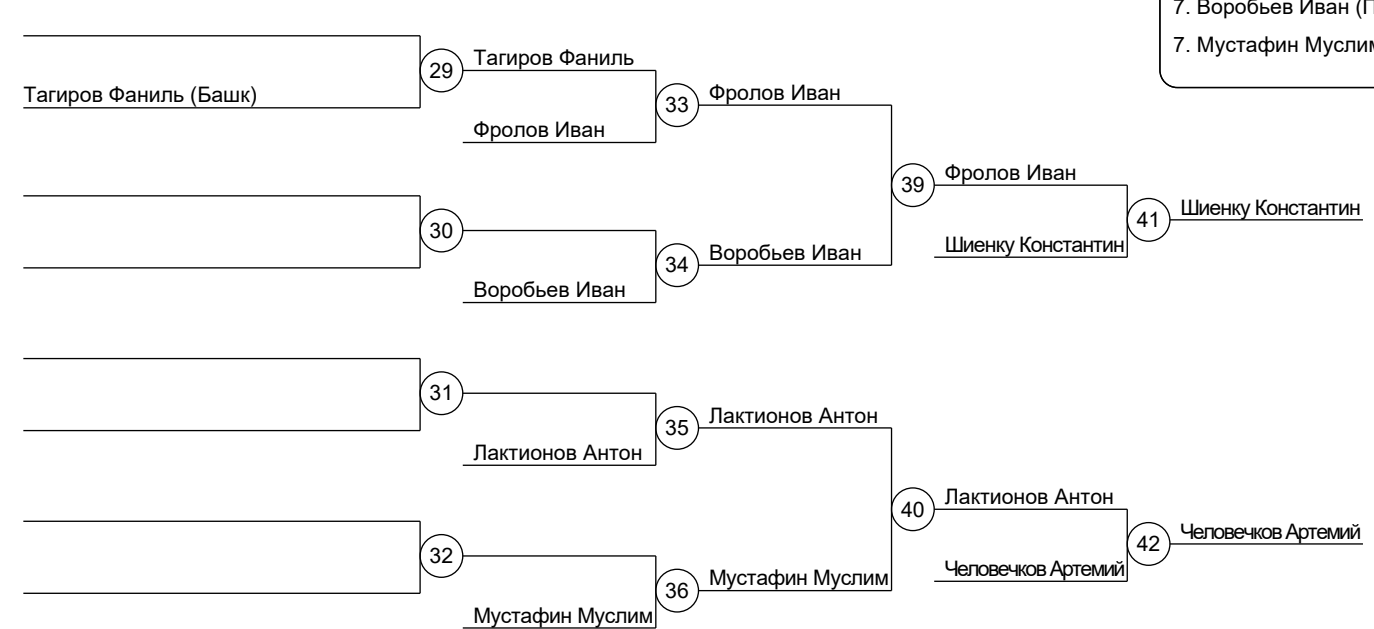 7. Воробьев Иван
7. Мустафин Муслим
Тагиров Фаниль
29
Фролов Иван
Тагиров Фаниль (Башк)
33
Фролов Иван
Фролов Иван
39
Шиенку Константин
41
30
Воробьев Иван
Шиенку Константин
34
Воробьев Иван
31
Лактионов Антон
35
Лактионов Антон
Лактионов Антон
40
Человечков Артемий
42
32
Мустафин Муслим
Человечков Артемий
36
Мустафин Муслим